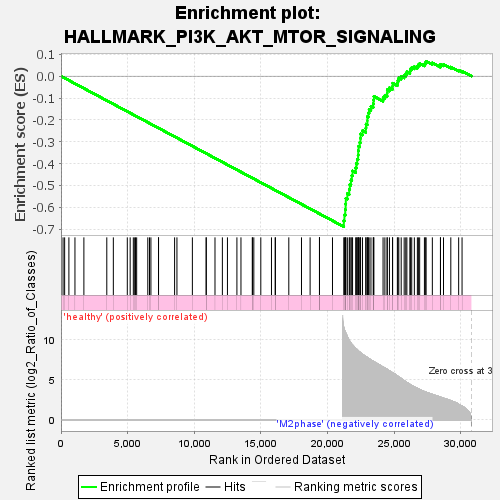 Enrichment plot:
HALLMARK_PI3K_AKT_MTOR_SIGNALING
Enrichment score (ES)
0.1
0.0
-0.1
-0.2
-0.3
-0.4
-0.5
-0.6
-0.7
'healthy' (positively correlated)
Ranked list metric (log2_Ratio_of_Classes)
10
5
0
Zero cross at 3
'M2phase' (negatively correlated)
0
5,000
10,000
15,000
20,000
25,000
30,000
Rank in Ordered Dataset
Enrichment profile
Hits
Ranking metric scores